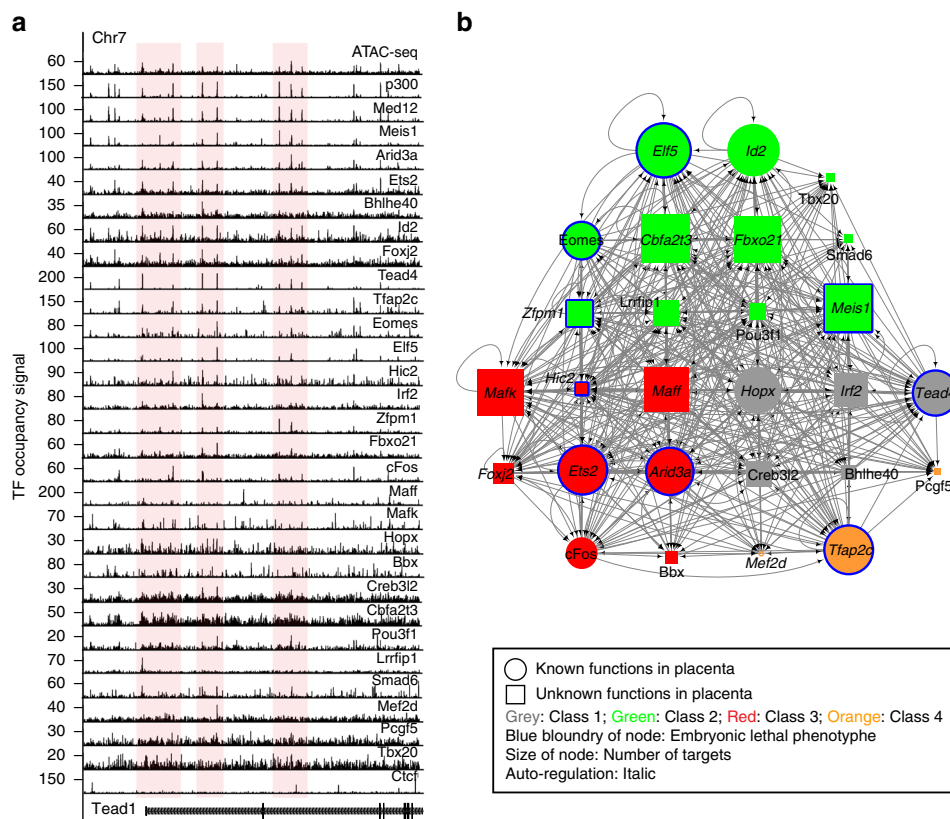 a
Chr7
TF occupancy signal
60 ATAC-seq
150 p300
100 Med12
100 Meis1
100 Arid3a
40 Ets2
35 Bhlhe40
60 Id2
40 Foxj2
200 Tead4
150 Tfap2c
80 Eomes
100 Elf5
90 Hic2
80 Irf2
80 Zfpm1
60 Fbxo21
60 cFos
200 Maff
70 Mafk
30 Hopx
80 Bbx
30 Creb3l2
50 Cbfa2t3
20 Pou3f1
70 Lrrfip1
60 Smad6
40 Mef2d
30 Pcgf5
20 Tbx20
150 Ctcf
Tead1
b
Elf5 Id2
Tbx20
Eomes Cbfa2t3 Fbxo21
Smad6
Zfpm1 Lrrfip1 Pou3f1 Meis1
Mafk Hic2 Maff Hopx Irf2 Tead4
Foxj2 Ets2 Arid3a Creb3l2 Bhlhe40 Pcgf5
cFos Bbx Mef2d Tfap2c
Known functions in placenta
Unknown functions in placenta
Grey: Class 1; Green: Class 2; Red: Class 3; Orange: Class 4
Blue bloundry of node: Embryonic lethal phenotyphe
Size of node: Number of targets
Auto-regulation: Italic